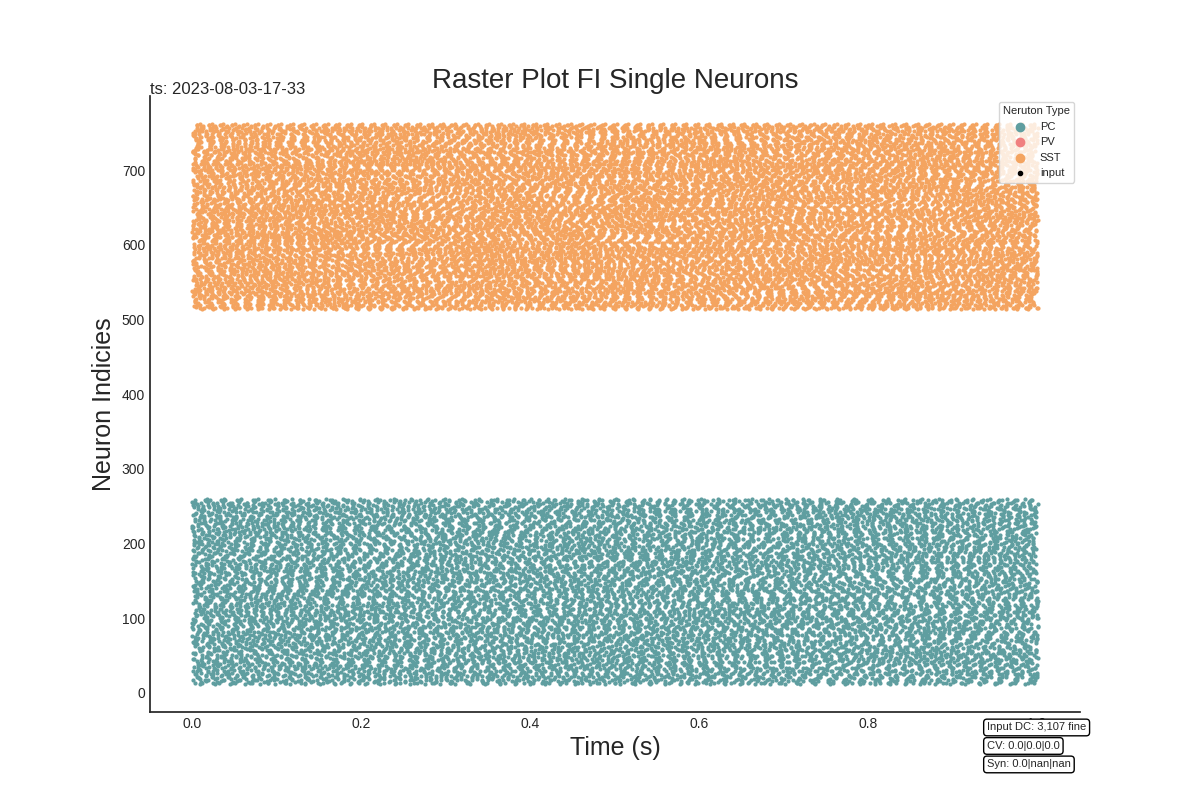 Raster Plot FI Single Neurons
ts: 2023-08-03-17-33
Neruton Type
PC
PV
SST
input
Neuron Indicies
700
600
500
400
300
200
100
0
0.0 0.2 0.4 0.6 0.8
Time (s)
Input DC: 3,107 fine
CV: 0.0|0.0|0.0
Syn: 0.0|nan|nan